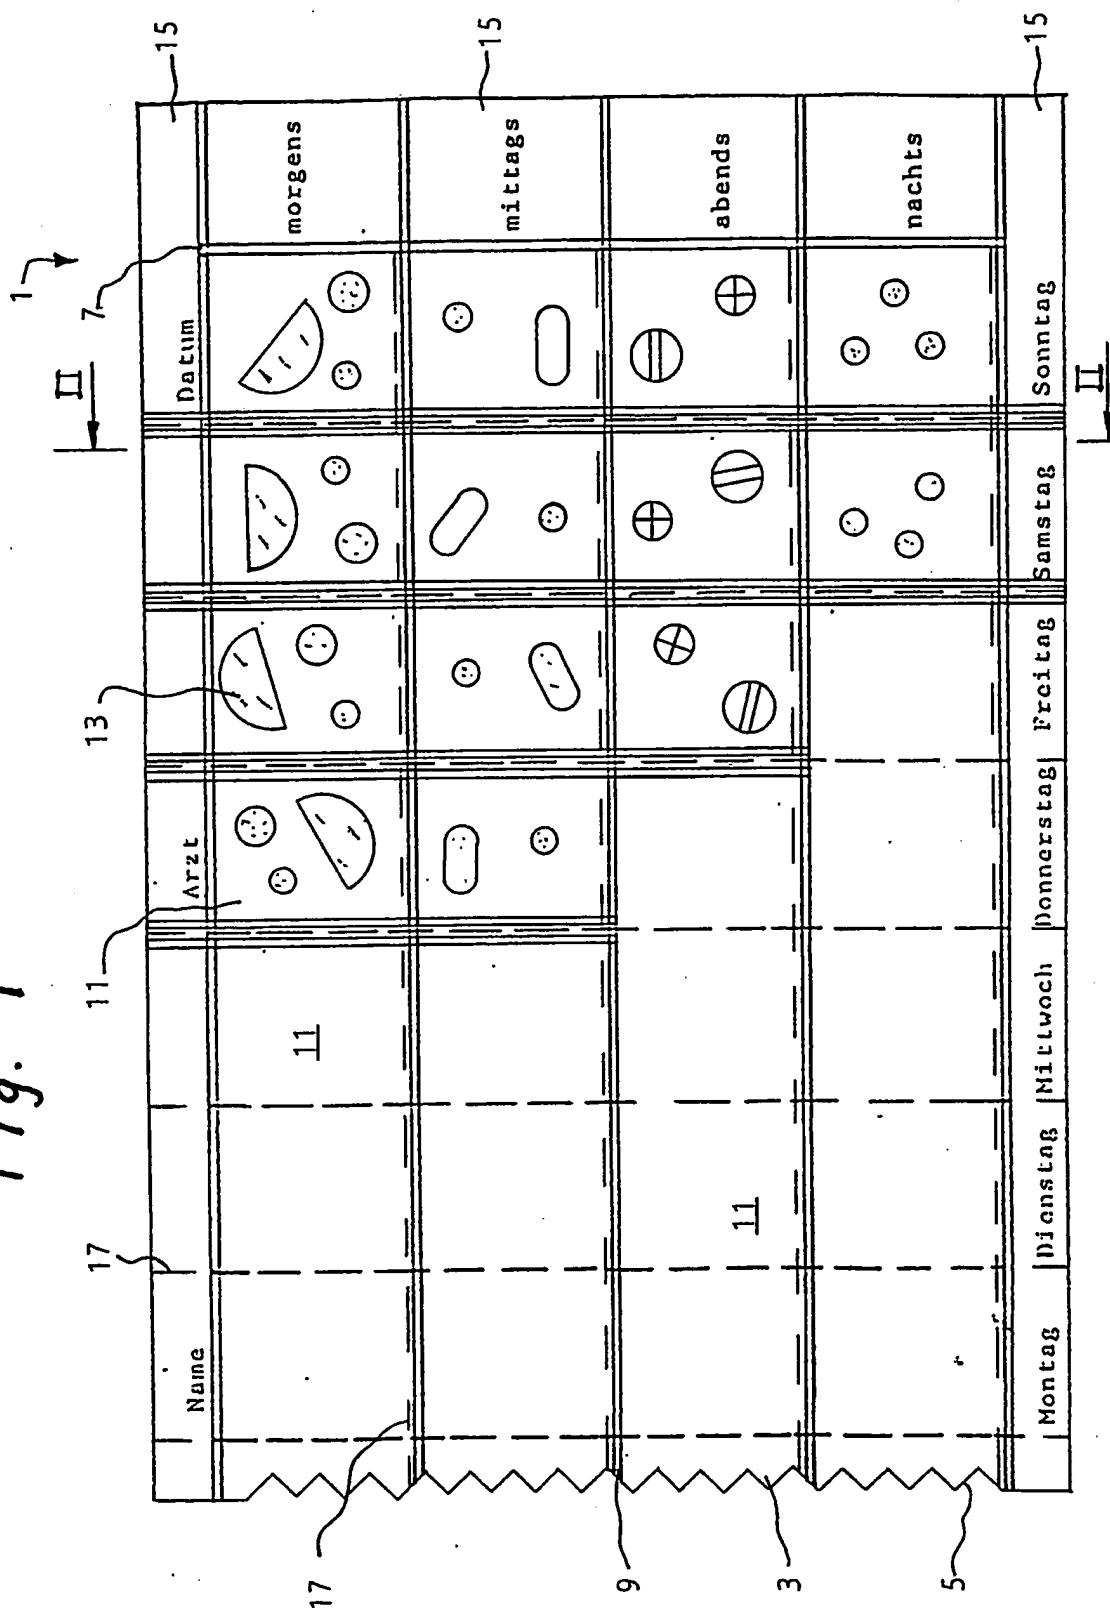 Fig. 1
1
7
II
II
13
11
17
17
9
3
5
15
15
15
11
11
Name
Arzt
Datum
morgens
mittags
abends
nachts
Montag
Dienstag
Mittwoch
Donnerstag
Freitag
Samstag
Sonntag